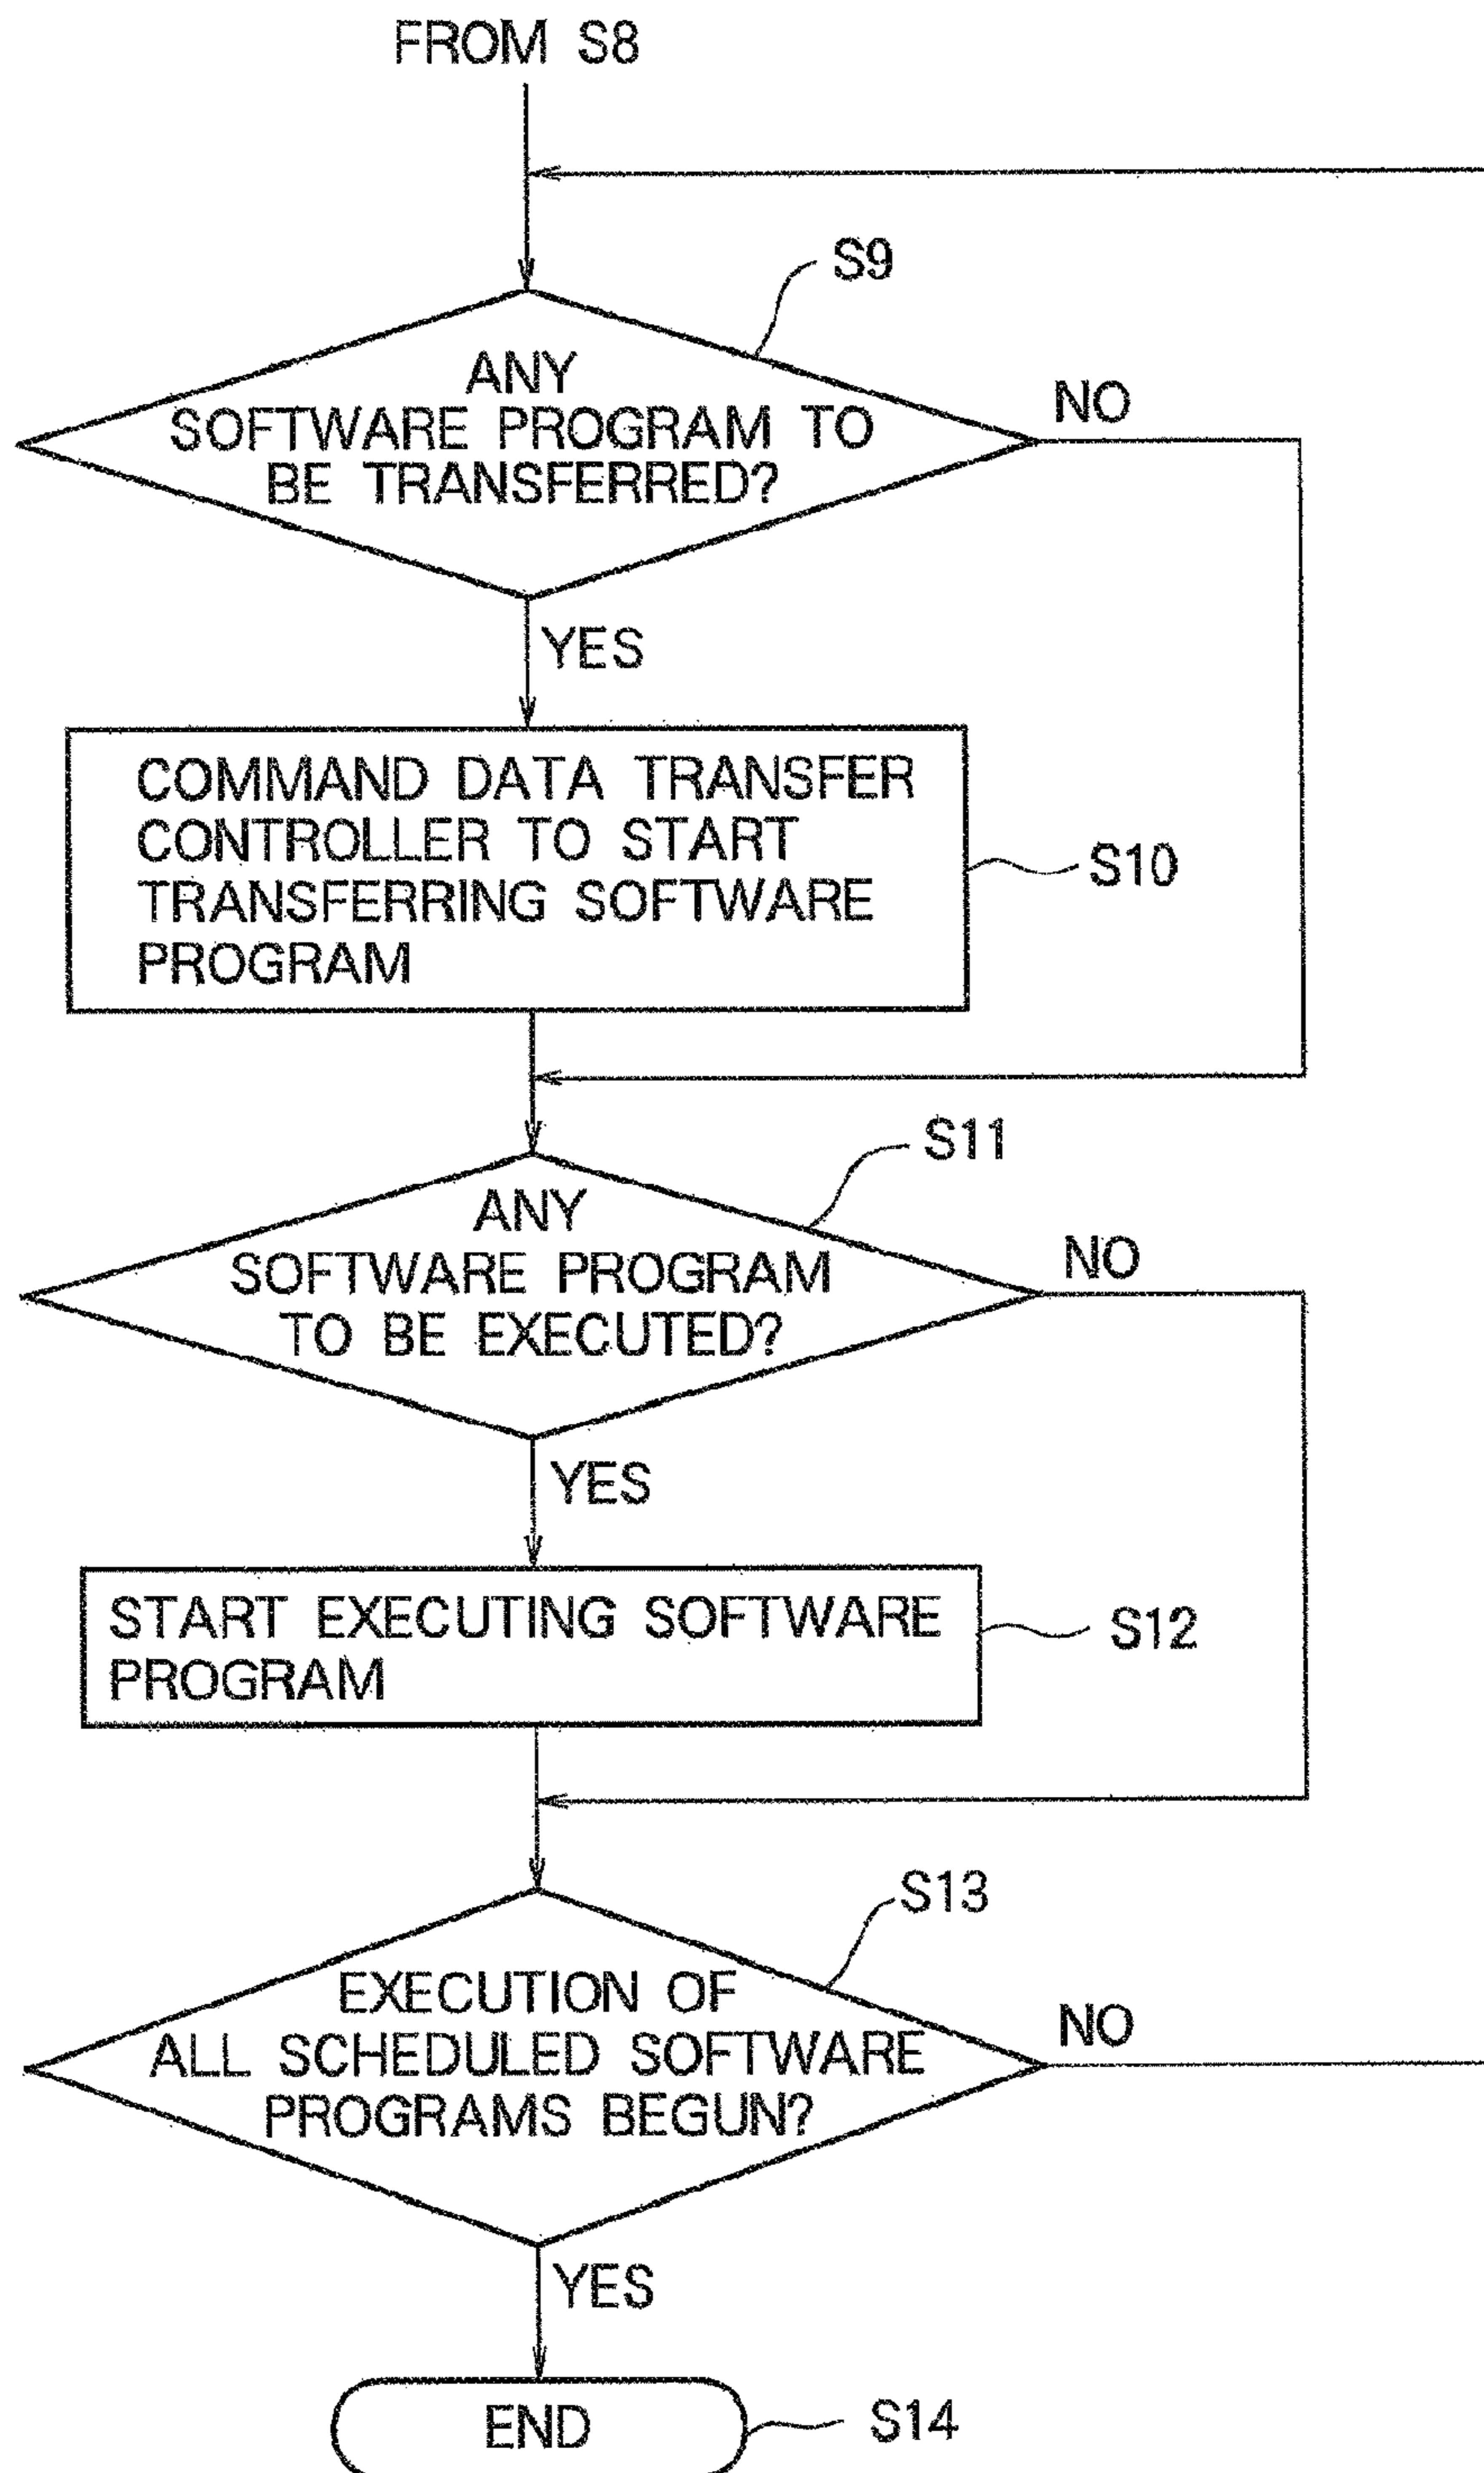 FROM S8
S9
ANY
SOFTWARE PROGRAM TO
BE TRANSFERRED?
NO
YES
COMMAND DATA TRANSFER
CONTROLLER TO START
TRANSFERRING SOFTWARE
PROGRAM
S10
S11
ANY
SOFTWARE PROGRAM
TO BE EXECUTED?
NO
YES
START EXECUTING SOFTWARE
PROGRAM
S12
S13
EXECUTION OF
ALL SCHEDULED SOFTWARE
PROGRAMS BEGUN?
NO
YES
END
S14